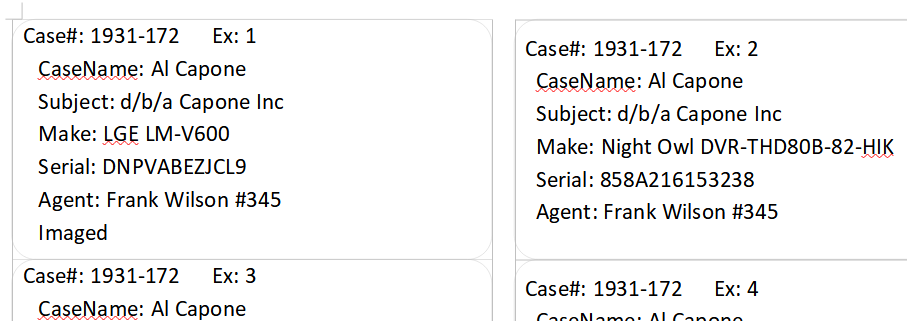 Case#: 1931-172 Ex: 1
CaseName: Al Capone
Subject: d/b/a Capone Inc
Make: LGE LM-V600
Serial: DNPVABEZJCL9
Agent: Frank Wilson #345
Imaged
Case#: 1931-172 Ex: 2
CaseName: Al Capone
Subject: d/b/a Capone Inc
Make: Night Owl DVR-THD80B-82-HIK
Serial: 858A216153238
Agent: Frank Wilson #345
Case#: 1931-172 Ex: 3
CaseName: Al Capone
Case#: 1931-172 Ex: 4
CaseName: Al Capone